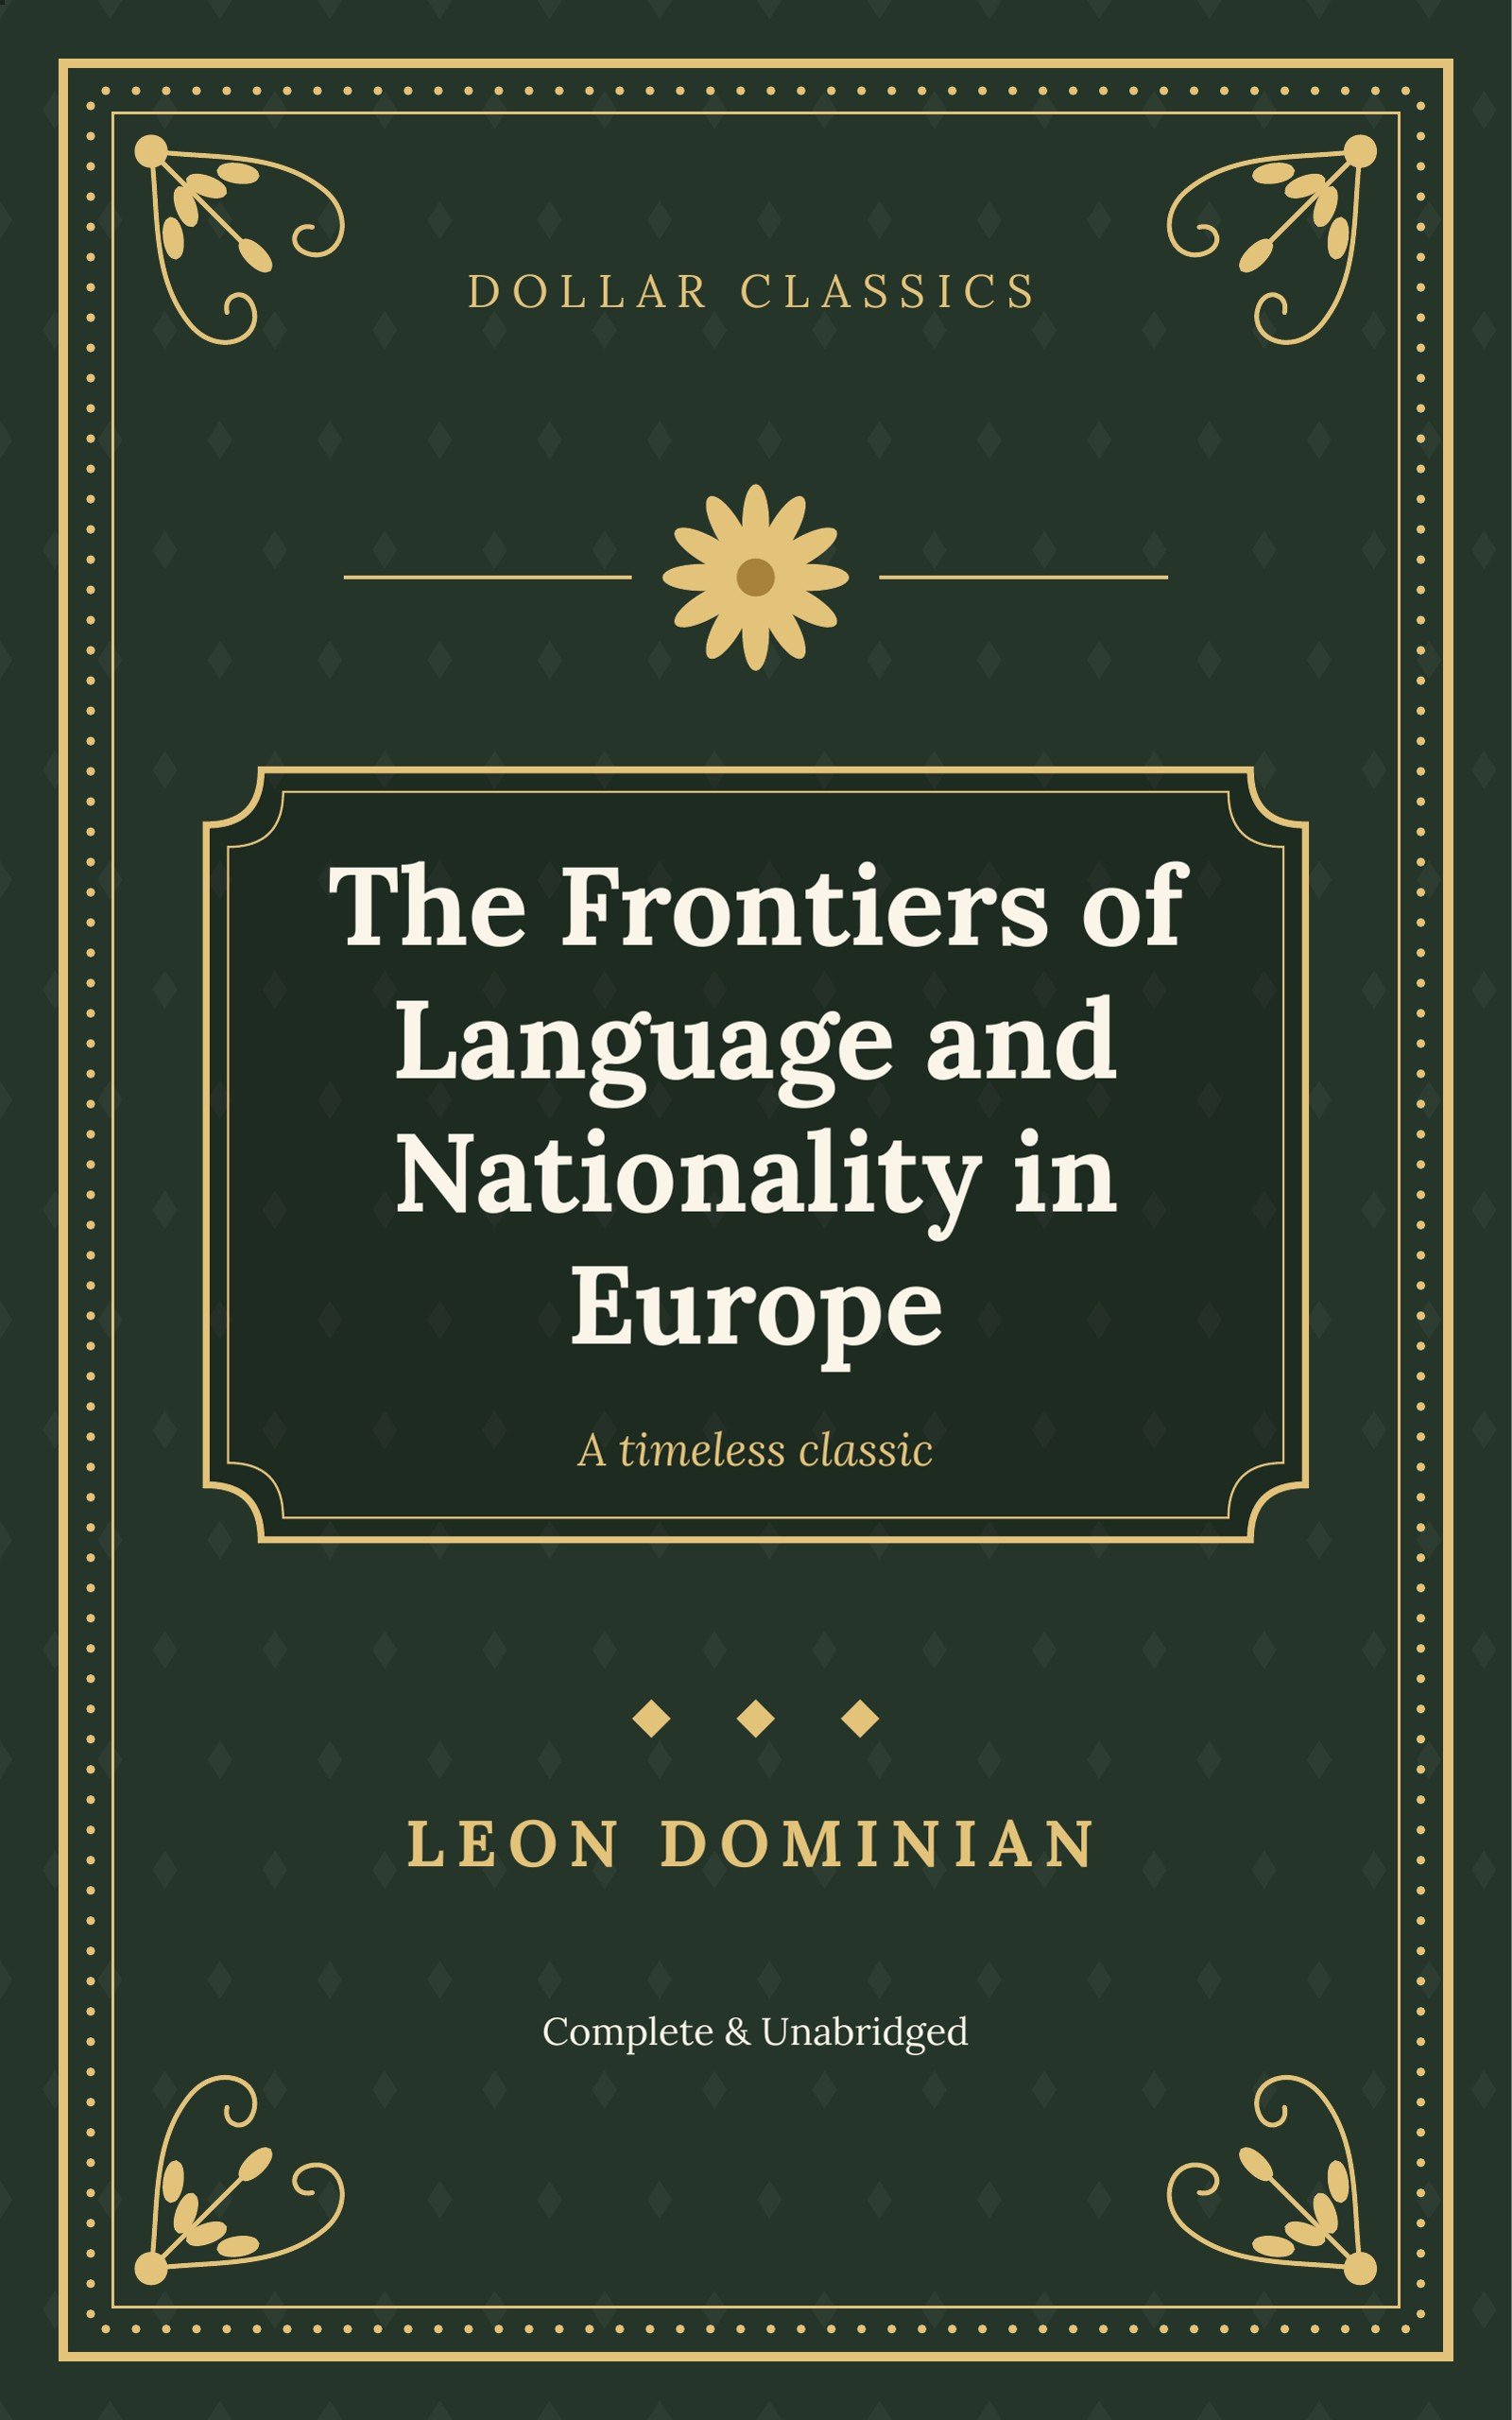 DOLLAR CLASSICS
The Frontiers of
Language and
Nationality in
Europe
A timeless classic
LEON DOMINIAN
Complete & Unabridged